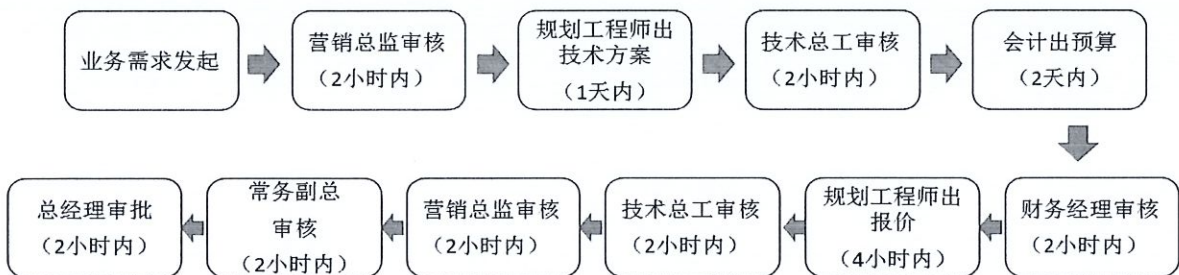 业务需求发起
营销总监审核
（2小时内）
规划工程师出
技术方案
（1天内）
技术总工审核
（2小时内）
会计出预算
（2天内）
财务经理审核
（2小时内）
规划工程师出
报价
（4小时内）
技术总工审核
（2小时内）
营销总监审核
（2小时内）
常务副总
审核
（2小时内）
总经理审批
（2小时内）